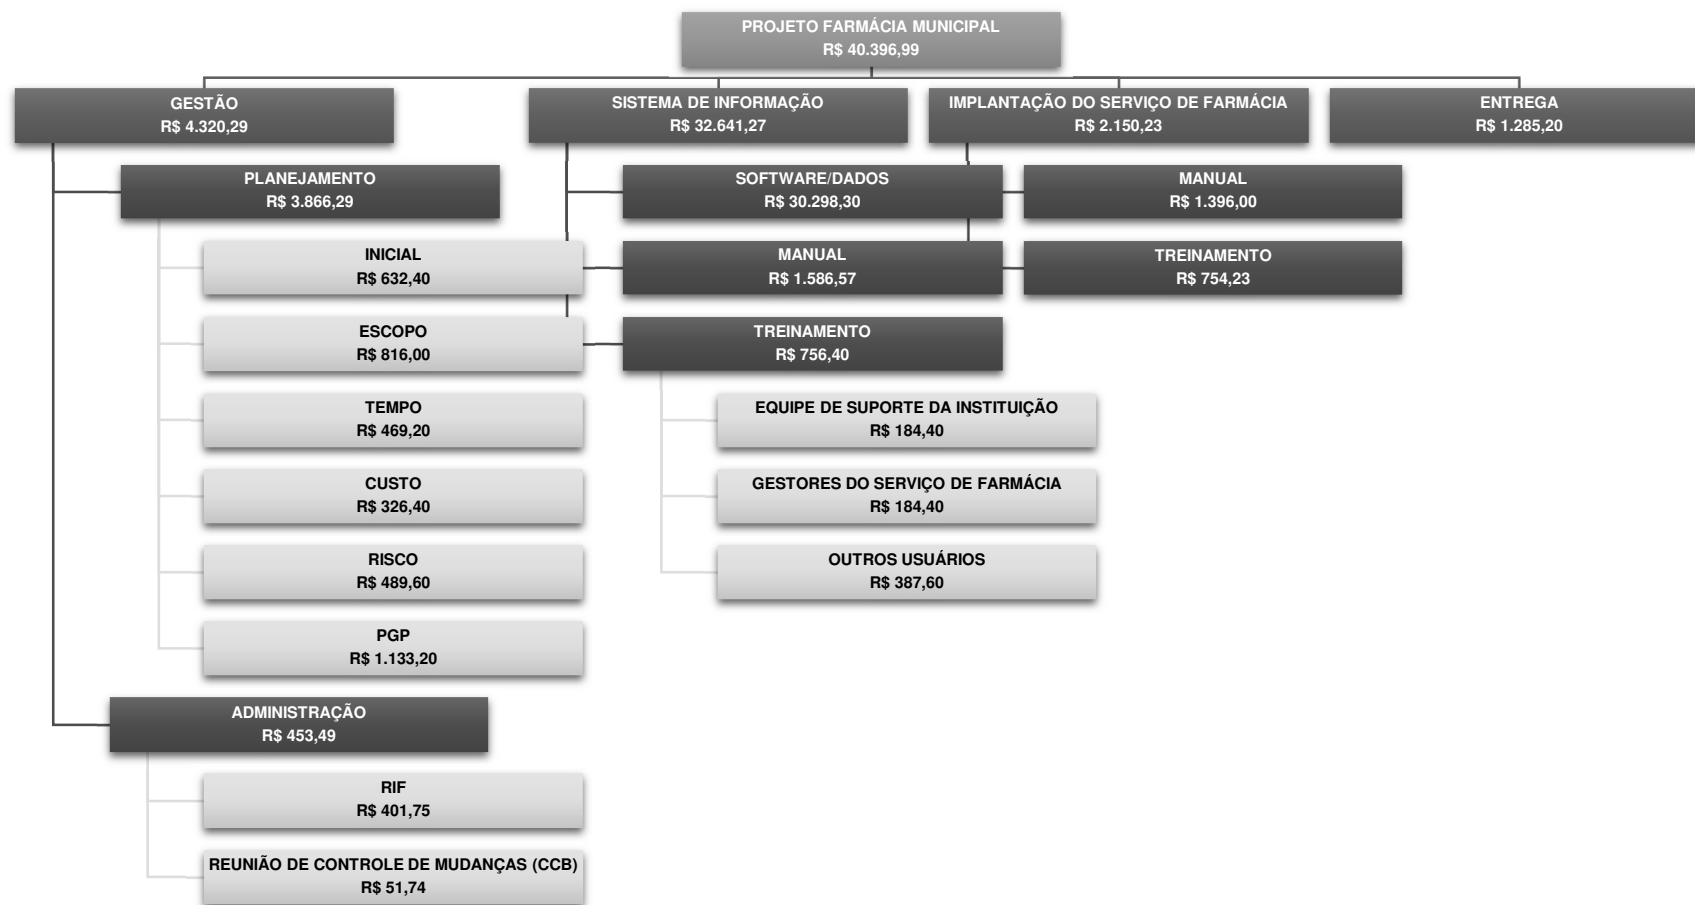 PROJETO FARMÁCIA MUNICIPAL
R$ 40.396,99
GESTÃO
R$ 4.320,29
PLANEJAMENTO
R$ 3.866,29
INICIAL
R$ 632,40
ESCOPO
R$ 816,00
TEMPO
R$ 469,20
CUSTO
R$ 326,40
RISCO
R$ 489,60
PGP
R$ 1.133,20
ADMINISTRAÇÃO
R$ 453,49
RIF
R$ 401,75
REUNIÃO DE CONTROLE DE MUDANÇAS (CCB)
R$ 51,74
SISTEMA DE INFORMAÇÃO
R$ 32.641,27
SOFTWARE/DADOS
R$ 30.298,30
MANUAL
R$ 1.586,57
TREINAMENTO
R$ 756,40
EQUIPE DE SUPORTE DA INSTITUIÇÃO
R$ 184,40
GESTORES DO SERVIÇO DE FARMÁCIA
R$ 184,40
OUTROS USUÁRIOS
R$ 387,60
IMPLANTAÇÃO DO SERVIÇO DE FARMÁCIA
R$ 2.150,23
MANUAL
R$ 1.396,00
TREINAMENTO
R$ 754,23
ENTREGA
R$ 1.285,20